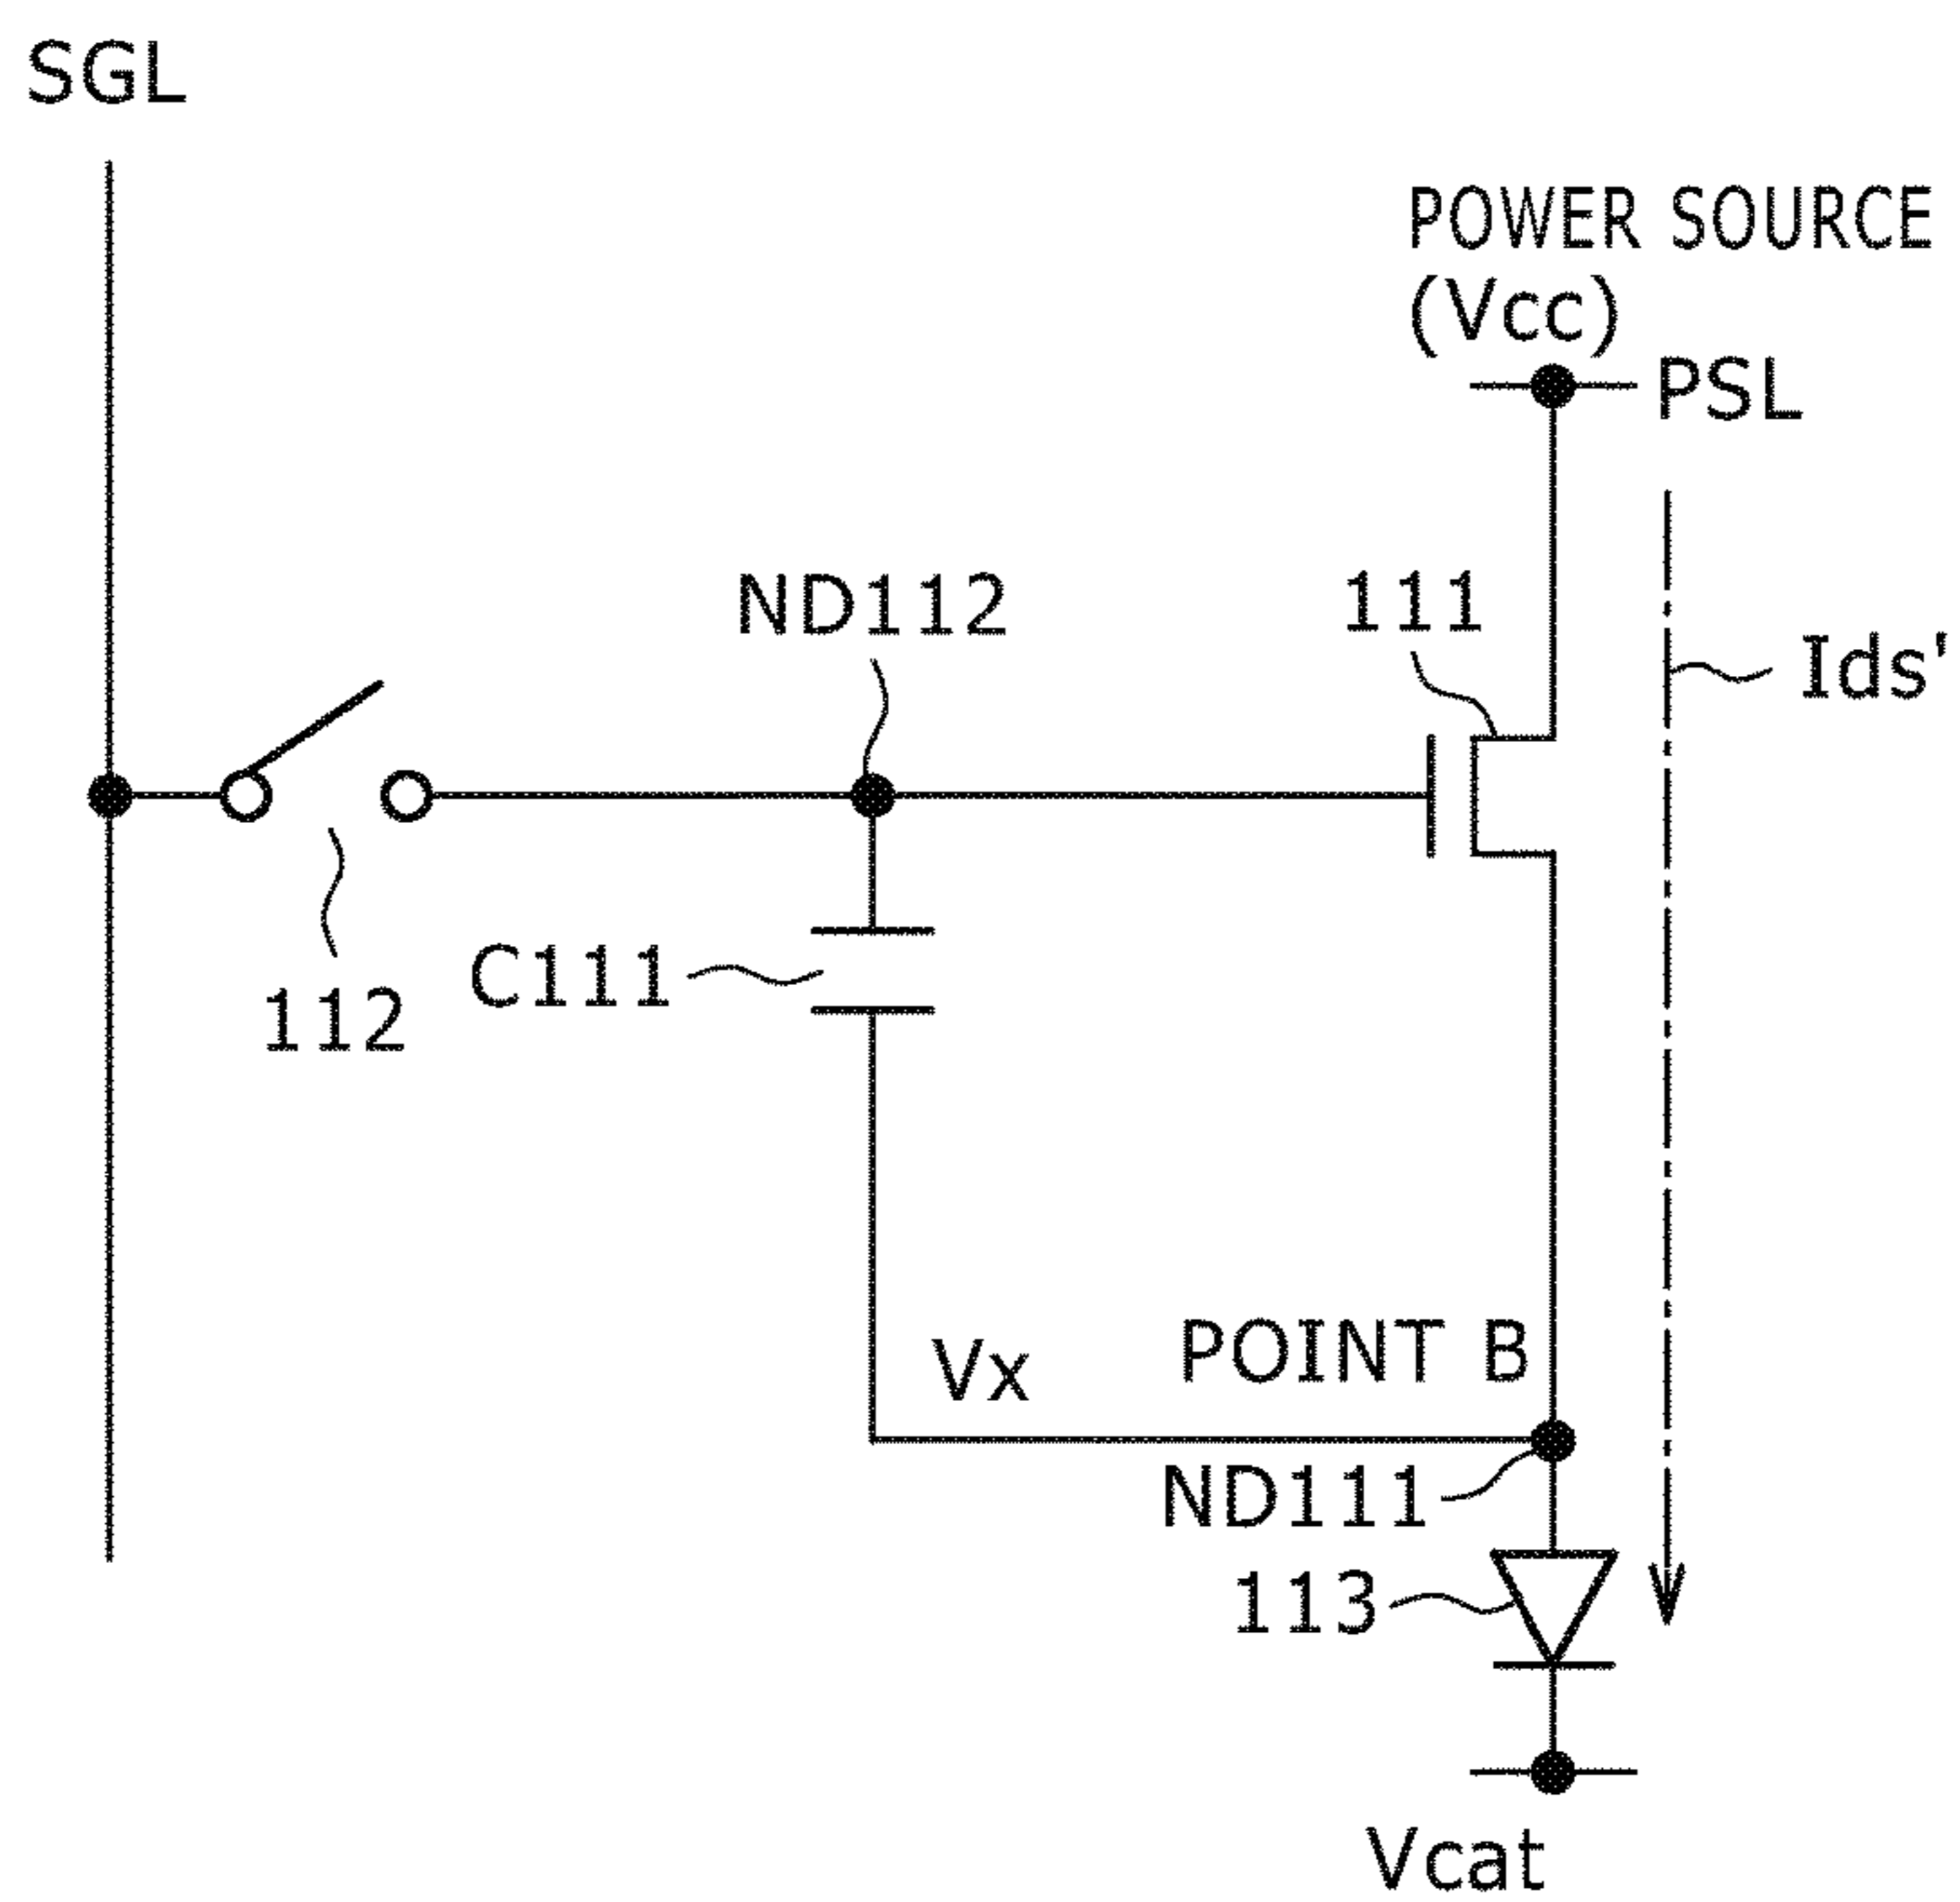 SGL
POWER SOURCE
(Vcc)
PSL
ND112
111
Ids'
C111
112
POINT B
Vx
ND111
113
Vcat